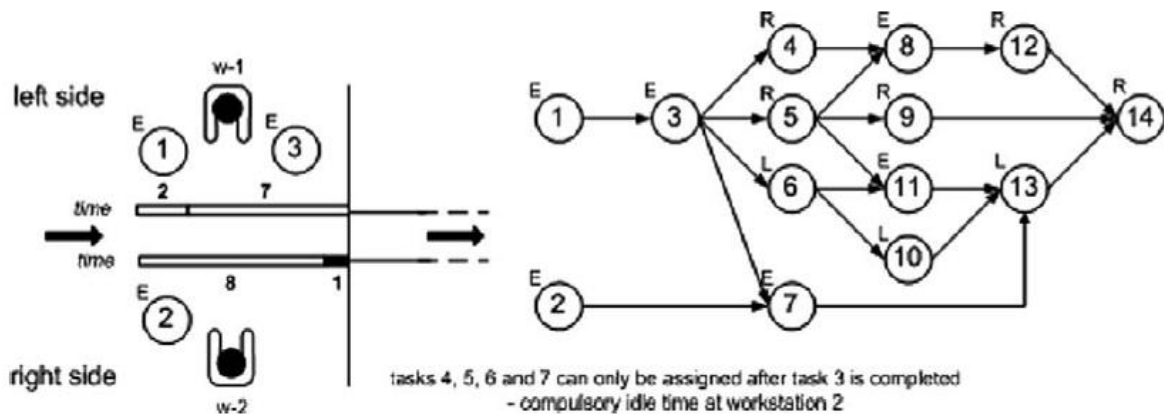 left side
w-1
E
1
E
3
2
7
time
time
8
1
E
2
w-2
right side
E
1
E
3
R
4
R
5
L
6
E
7
E
8
R
9
E
11
L
10
R
12
L
13
R
14
E
2
tasks 4, 5, 6 and 7 can only be assigned after task 3 is completed
- compulsory idle time at workstation 2